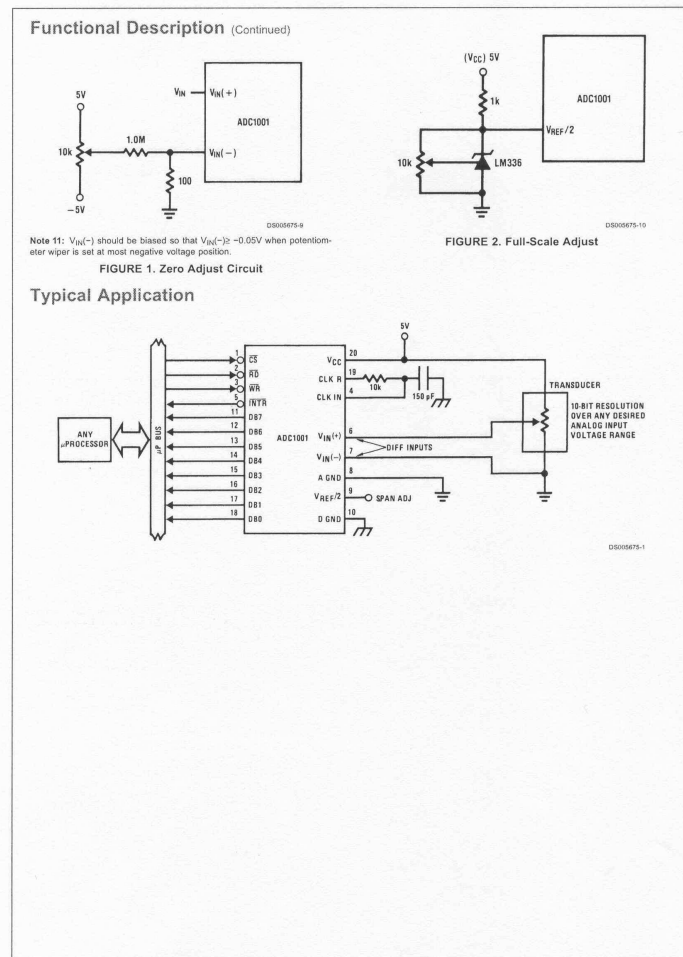 Functional Description (Continued)
5V
10k
−5V
1.0M
100
VIN
VIN(+)
VIN(−)
ADC1001
DS005675-9
Note 11: VIN(−) should be biased so that VIN(−)≥ −0.05V when potentiom-
eter wiper is set at most negative voltage position.
FIGURE 1. Zero Adjust Circuit
(VCC) 5V
1k
10k
LM336
VREF/2
ADC1001
DS005675-10
FIGURE 2. Full-Scale Adjust
Typical Application
ANY
µPROCESSOR
µP BUS
1 CS
2 RD
3 WR
5 INTR
11 DB7
12 DB6
13 DB5
14 DB4
15 DB3
16 DB2
17 DB1
18 DB0
ADC1001
VCC 20
CLK R 19
CLK IN 4
VIN(+) 6
VIN(−) 7
A GND 8
VREF/2 9
D GND 10
5V
10k
150 pF
DIFF INPUTS
SPAN ADJ
TRANSDUCER
10-BIT RESOLUTION
OVER ANY DESIRED
ANALOG INPUT
VOLTAGE RANGE
DS005675-1